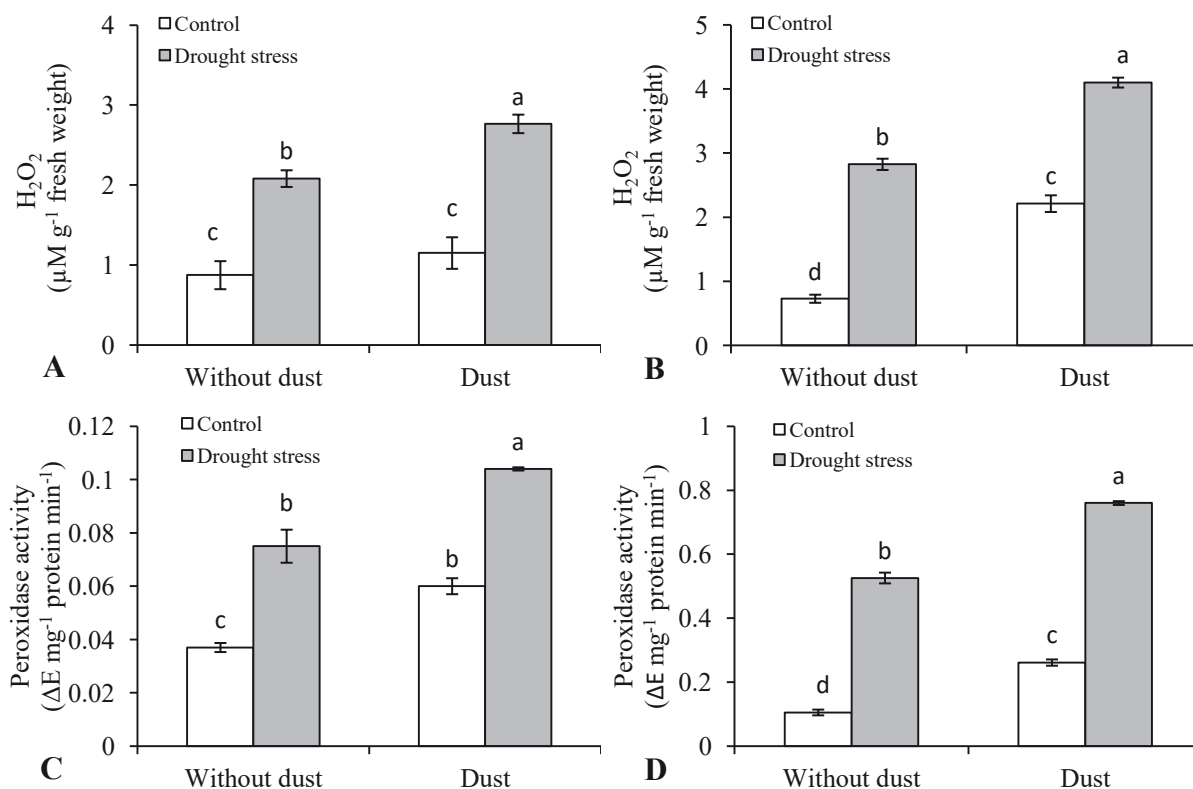 4
3
2
1
0
H₂O₂
(µM g⁻¹ fresh weight)
Control
Drought stress
c
b
c
a
A
Without dust
Dust
5
4
3
2
1
0
H₂O₂
(µM g⁻¹ fresh weight)
Control
Drought stress
d
b
c
a
B
Without dust
Dust
0.12
0.1
0.08
0.06
0.04
0.02
0
Peroxidase activity
(ΔE mg⁻¹ protein min⁻¹)
Control
Drought stress
c
b
b
a
C
Without dust
Dust
1
0.8
0.6
0.4
0.2
0
Peroxidase activity
(ΔE mg⁻¹ protein min⁻¹)
Control
Drought stress
d
b
c
a
D
Without dust
Dust